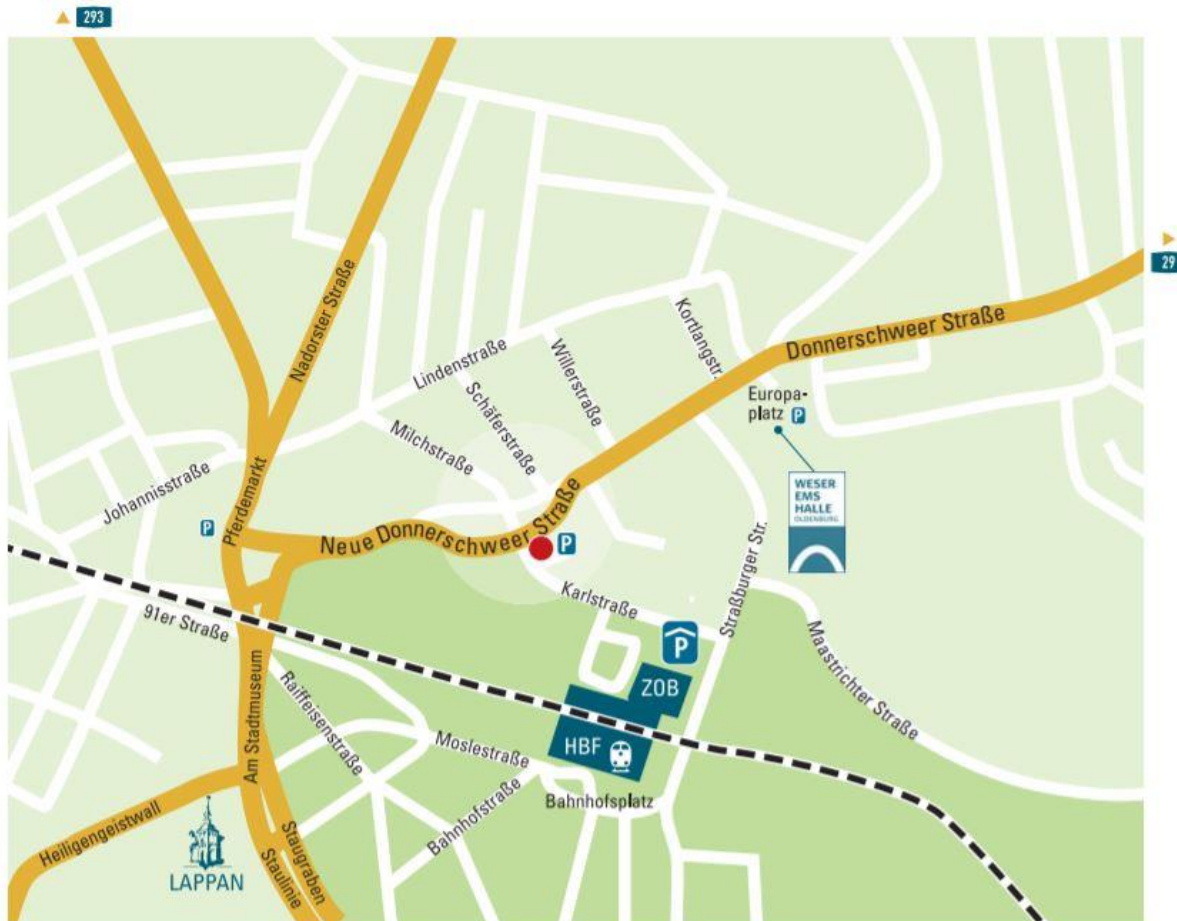 293
29
Nadorster Straße
Donnerschweer Straße
Kortlangstr.
Lindenstraße
Willerstraße
Schäferstraße
Milchstraße
Europa-
platz P
WESER
EMS
HALLE
OLDENBURG
Johannisstraße
Pferdemarkt
P
Neue Donnerschweer Straße
P
Karlstraße
Straßburger Str.
P
Maastrichter Straße
91er Straße
ZOB
HBF
Raiffeisenstraße
Moslestraße
Am Stadtmuseum
Bahnhofstraße
Bahnhofsplatz
Heiligengeistwall
LAPPAN
Staugraben
Staulinie